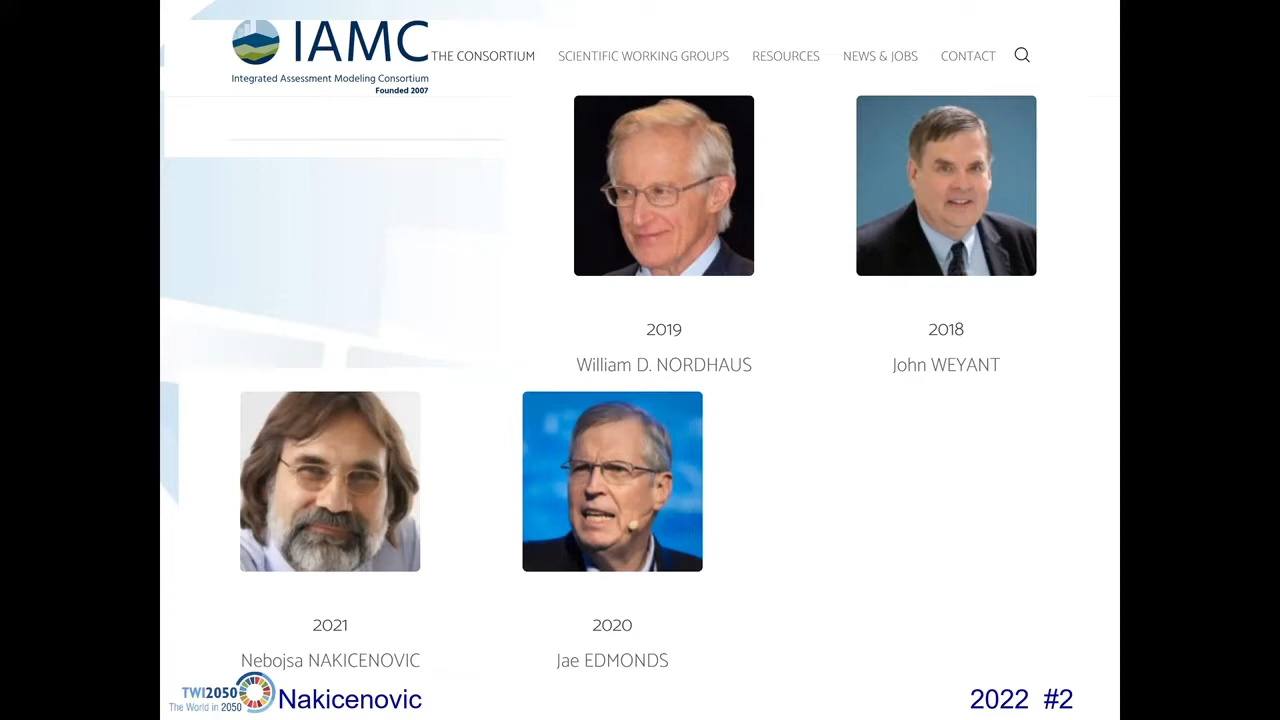 IAMC
Integrated Assessment Modeling Consortium
Founded 2007
THE CONSORTIUM SCIENTIFIC WORKING GROUPS RESOURCES NEWS & JOBS CONTACT
2019
William D. NORDHAUS
2018
John WEYANT
2021
Nebojsa NAKICENOVIC
2020
Jae EDMONDS
TWI2050
The World in 2050
Nakicenovic
2022 #2